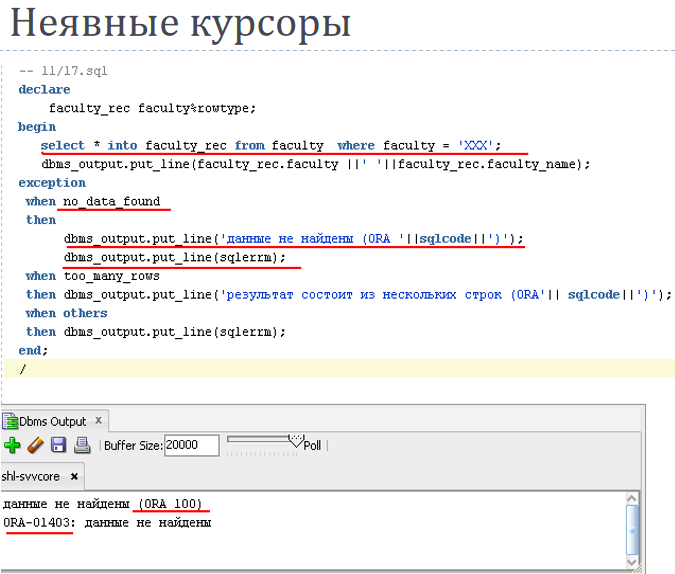 Неявные курсоры
-- 11/17.sql
declare
faculty_rec faculty%rowtype;
begin
select * into faculty_rec from faculty where faculty = 'XXX';
dbms_output.put_line(faculty_rec.faculty ||' '||faculty_rec.faculty_name);
exception
when no_data_found
then
dbms_output.put_line('данные не найдены (ORA '||sqlcode||')');
dbms_output.put_line(sqlerrm);
when too_many_rows
then dbms_output.put_line('результат состоит из нескольких строк (ORA'|| sqlcode||')');
when others
then dbms_output.put_line(sqlerrm);
end;
/
Dbms Output x
Buffer Size: 20000 Poll
shl-svvcore x
данные не найдены (ORA 100)
ORA-01403: данные не найдены